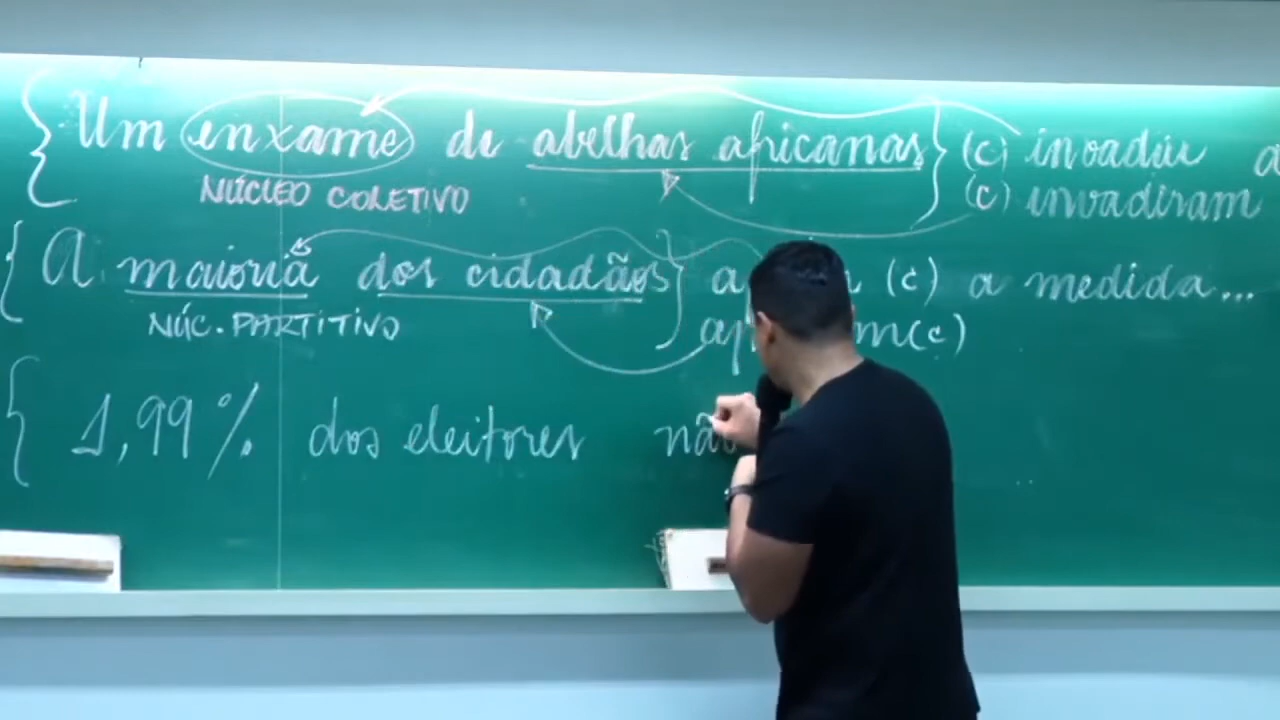 Um enxame de abelhas africanas (c) invadiu a
NÚCLEO COLETIVO (c) invadiram
A maioria dos cidadãos (c) a medida...
NÚC. PARTITIVO (c)
1,99% dos eleitores não